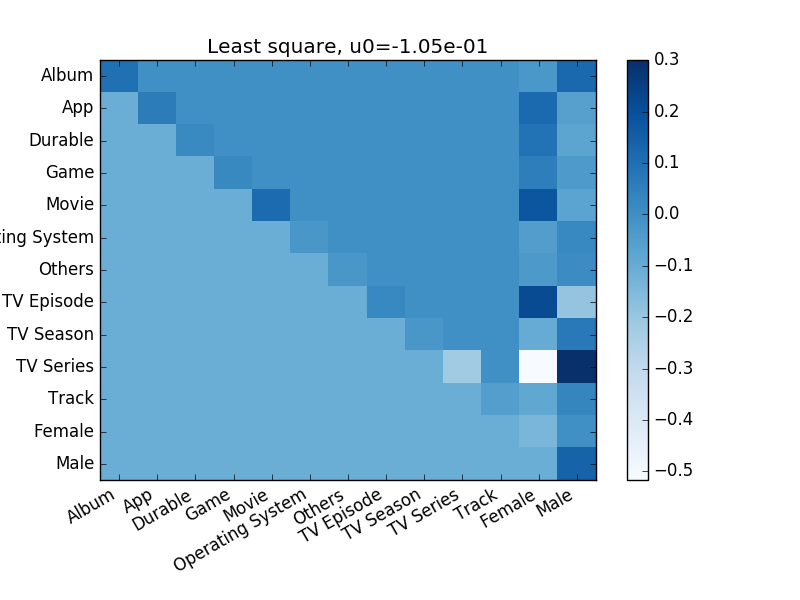 Least square, u0=-1.05e-01
Album
App
Durable
Game
Movie
ting System
Others
TV Episode
TV Season
TV Series
Track
Female
Male
Album
App
Durable
Game
Movie
Operating System
Others
TV Episode
TV Season
TV Series
Track
Female
Male
0.3
0.2
0.1
0.0
−0.1
−0.2
−0.3
−0.4
−0.5